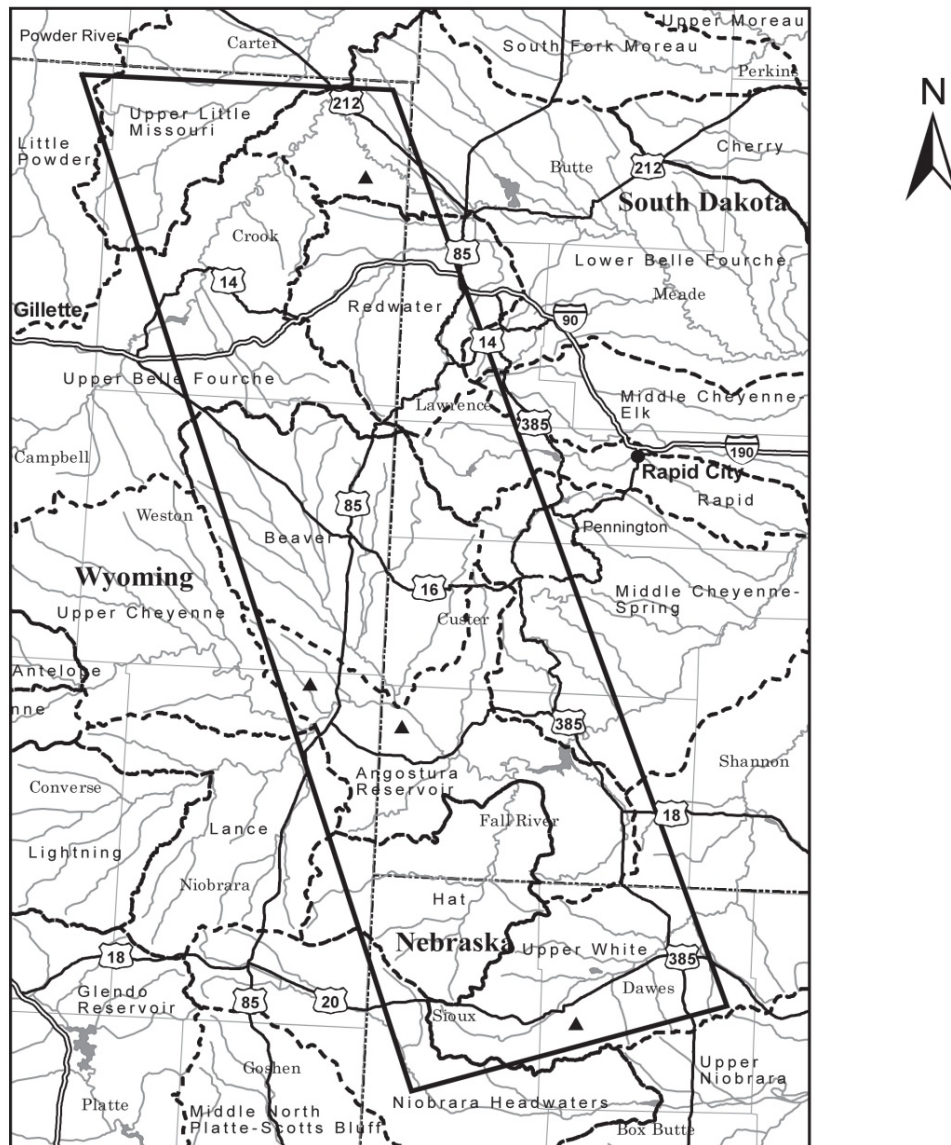 Powder River
Carter
Upper Moreau
South Fork Moreau
Perkins
N
212
Upper Little
Missouri
Little
Powder
Butte
212
Cherry
South Dakota
Crook
85
Lower Belle Fourche
14
Meade
Gillette
Redwater
90
14
Upper Belle Fourche
Middle Cheyenne-
Elk
Lawrence
385
190
Campbell
Rapid City
85
Rapid
Weston
Beaver
Pennington
Wyoming
16
Middle Cheyenne-
Spring
Upper Cheyenne
Custer
Antelope
nne
385
Shannon
Angostura
Reservoir
Converse
Lance
Fall River
18
Lightning
Niobrara
Hat
Nebraska
Upper White
18
385
Glendo
Reservoir
85
20
Dawes
Sioux
Goshen
Upper
Niobrara
Platte
Middle North
Platte-Scotts Bluff
Niobrara Headwaters
Box Butte